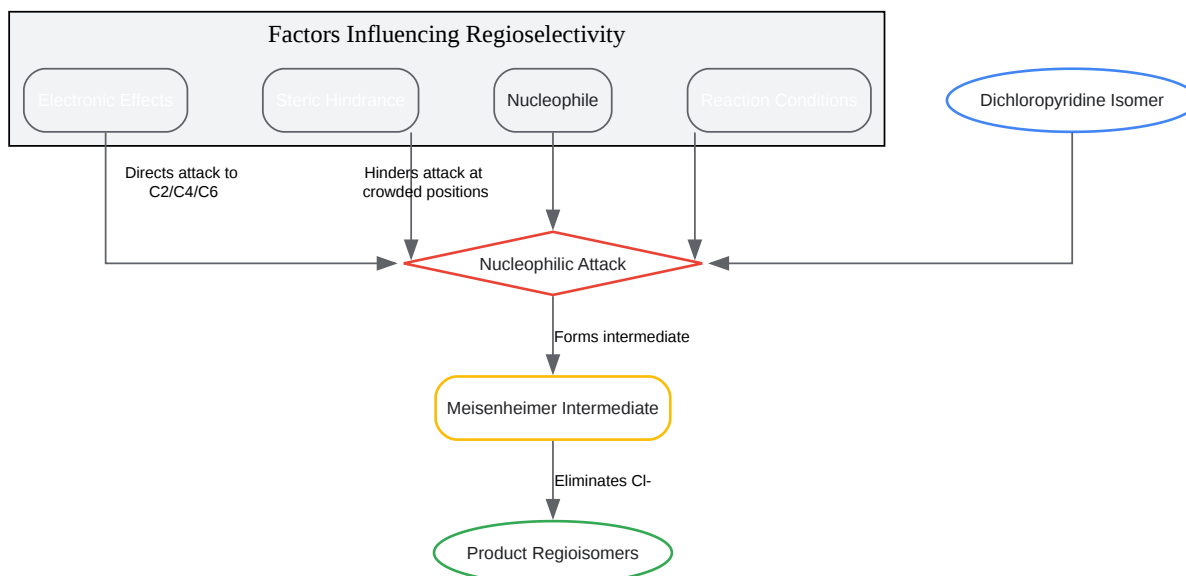 Factors Influencing Regioselectivity
Electronic Effects
Steric Hindrance
Nucleophile
Reaction Conditions
Dichloropyridine Isomer
Directs attack to
C2/C4/C6
Hinders attack at
crowded positions
Nucleophilic Attack
Forms intermediate
Meisenheimer Intermediate
Eliminates Cl-
Product Regioisomers